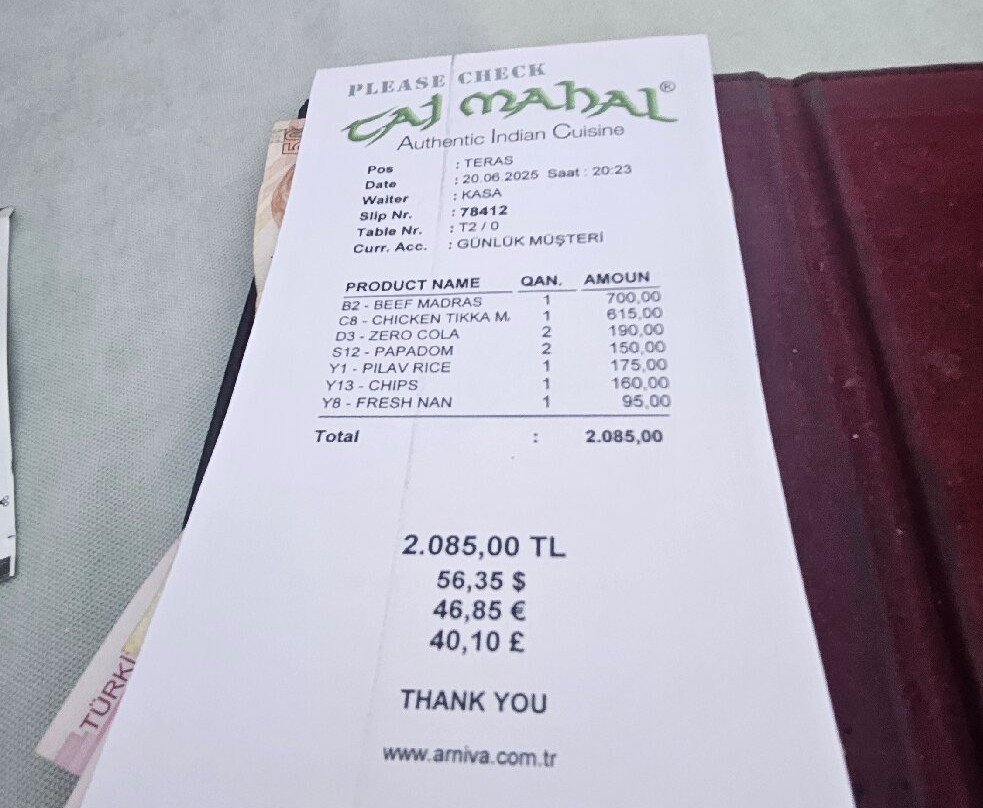 PLEASE CHECK
TAJ MAHAL®
Authentic Indian Cuisine
Pos : TERAS
Date : 20.06.2025 Saat : 20:23
Waiter : KASA
Slip Nr. : 78412
Table Nr. : T2 / 0
Curr. Acc. : GÜNLÜK MÜŞTERİ
PRODUCT NAME QAN. AMOUN
B2 - BEEF MADRAS 1 700,00
C8 - CHICKEN TIKKA M. 1 615,00
D3 - ZERO COLA 2 190,00
S12 - PAPADOM 2 150,00
Y1 - PILAV RICE 1 175,00
Y13 - CHIPS 1 160,00
Y8 - FRESH NAN 1 95,00
Total : 2.085,00
2.085,00 TL
56,35 $
46,85 €
40,10 £
THANK YOU
www.arniva.com.tr
TÜRKİ